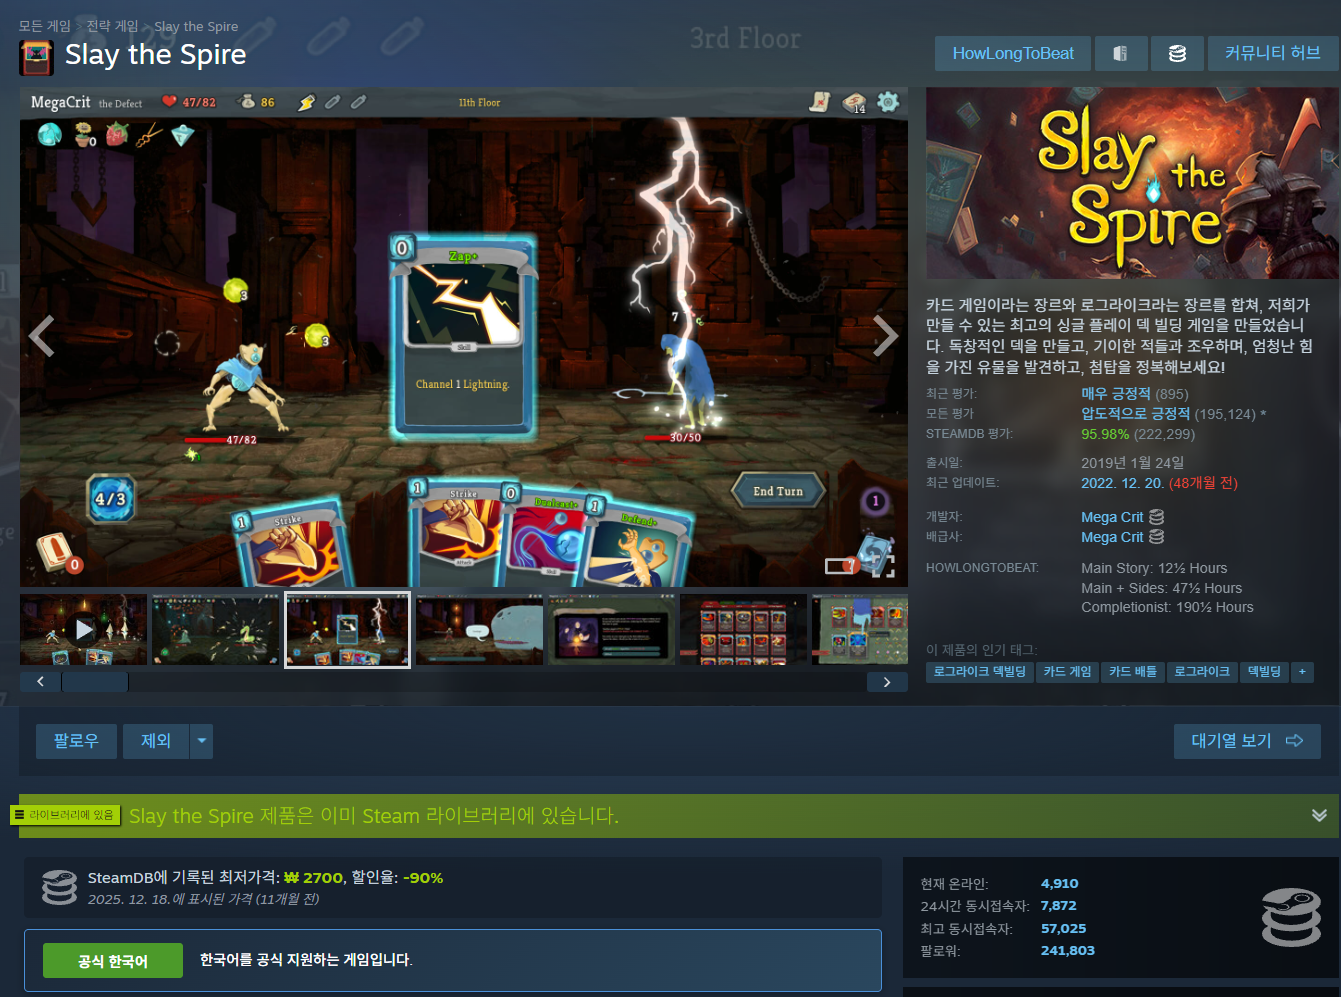 모든 게임 > 전략 게임 > Slay the Spire
Slay the Spire
3rd Floor
HowLongToBeat
커뮤니티 허브
MegaCrit the Defect 47/82 86 11th Floor 14
0
0
Zap+
Skill
Channel 1 Lightning.
3
3
7
47/82
30/50
4/3
End Turn
1
1
Strike
1
Strike
Attack
0
Dualcast+
Skill
1
Defend+
0
7
Slay the Spire
카드 게임이라는 장르와 로그라이크라는 장르를 합쳐, 저희가
만들 수 있는 최고의 싱글 플레이 덱 빌딩 게임을 만들었습니
다. 독창적인 덱을 만들고, 기이한 적들과 조우하며, 엄청난 힘
을 가진 유물을 발견하고, 첨탑을 정복해보세요!
최근 평가: 매우 긍정적 (895)
모든 평가 압도적으로 긍정적 (195,124) *
STEAMDB 평가: 95.98% (222,299)
출시일: 2019년 1월 24일
최근 업데이트: 2022. 12. 20. (48개월 전)
개발자: Mega Crit
배급사: Mega Crit
HOWLONGTOBEAT: Main Story: 12½ Hours
Main + Sides: 47½ Hours
Completionist: 190½ Hours
이 제품의 인기 태그:
로그라이크 덱빌딩 카드 게임 카드 배틀 로그라이크 덱빌딩 +
팔로우 제외
대기열 보기
라이브러리에 있음
Slay the Spire 제품은 이미 Steam 라이브러리에 있습니다.
SteamDB에 기록된 최저가격: ₩ 2700, 할인율: -90%
2025. 12. 18.에 표시된 가격 (11개월 전)
공식 한국어 한국어를 공식 지원하는 게임입니다.
현재 온라인: 4,910
24시간 동시접속자: 7,872
최고 동시접속자: 57,025
팔로워: 241,803